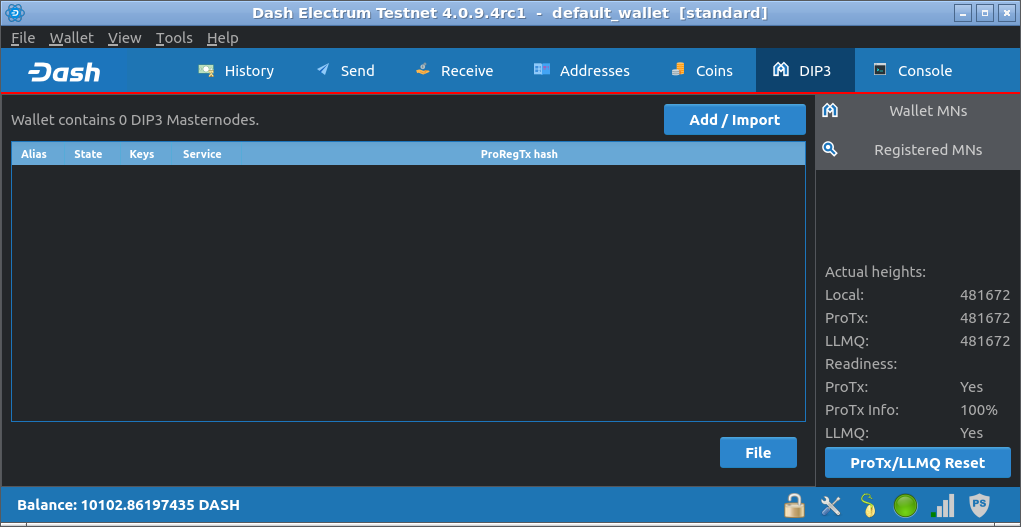 Dash Electrum Testnet 4.0.9.4rc1 - default_wallet [standard]
File Wallet View Tools Help
Dash History Send Receive Addresses Coins DIP3 Console
Wallet contains 0 DIP3 Masternodes. Add / Import
Alias State Keys Service ProRegTx hash
File
Wallet MNs
Registered MNs
Actual heights:
Local: 481672
ProTx: 481672
LLMQ: 481672
Readiness:
ProTx: Yes
ProTx Info: 100%
LLMQ: Yes
ProTx/LLMQ Reset
Balance: 10102.86197435 DASH PS